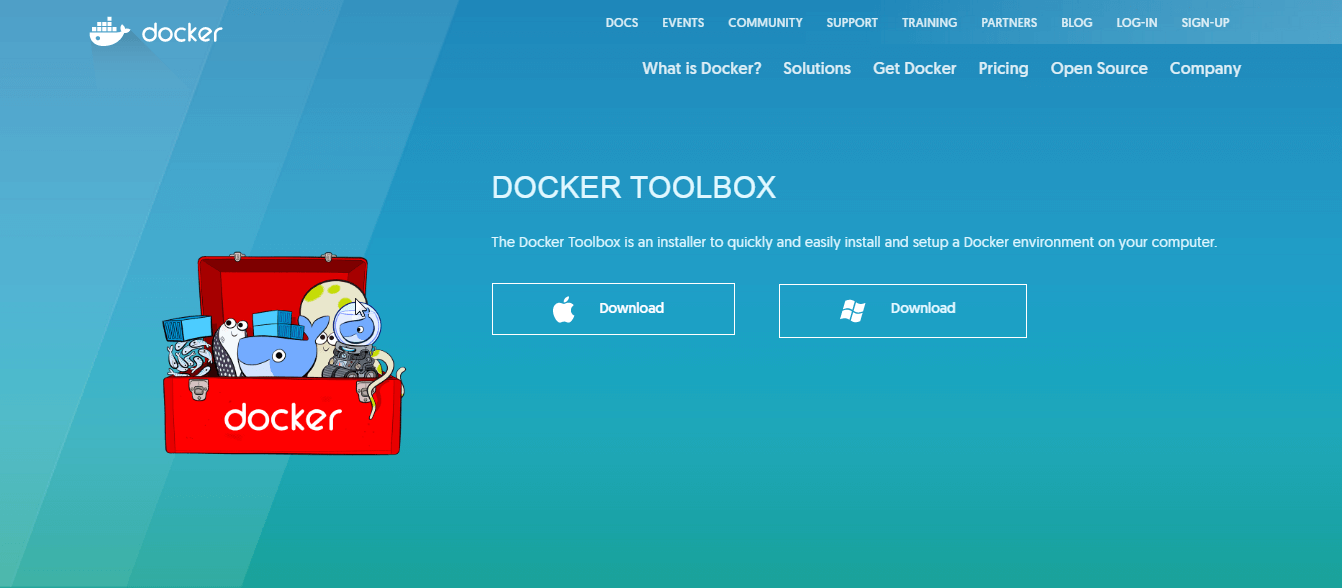 docker
DOCS EVENTS COMMUNITY SUPPORT TRAINING PARTNERS BLOG LOG-IN SIGN-UP
What is Docker? Solutions Get Docker Pricing Open Source Company
DOCKER TOOLBOX
The Docker Toolbox is an installer to quickly and easily install and setup a Docker environment on your computer.
Download Download
docker